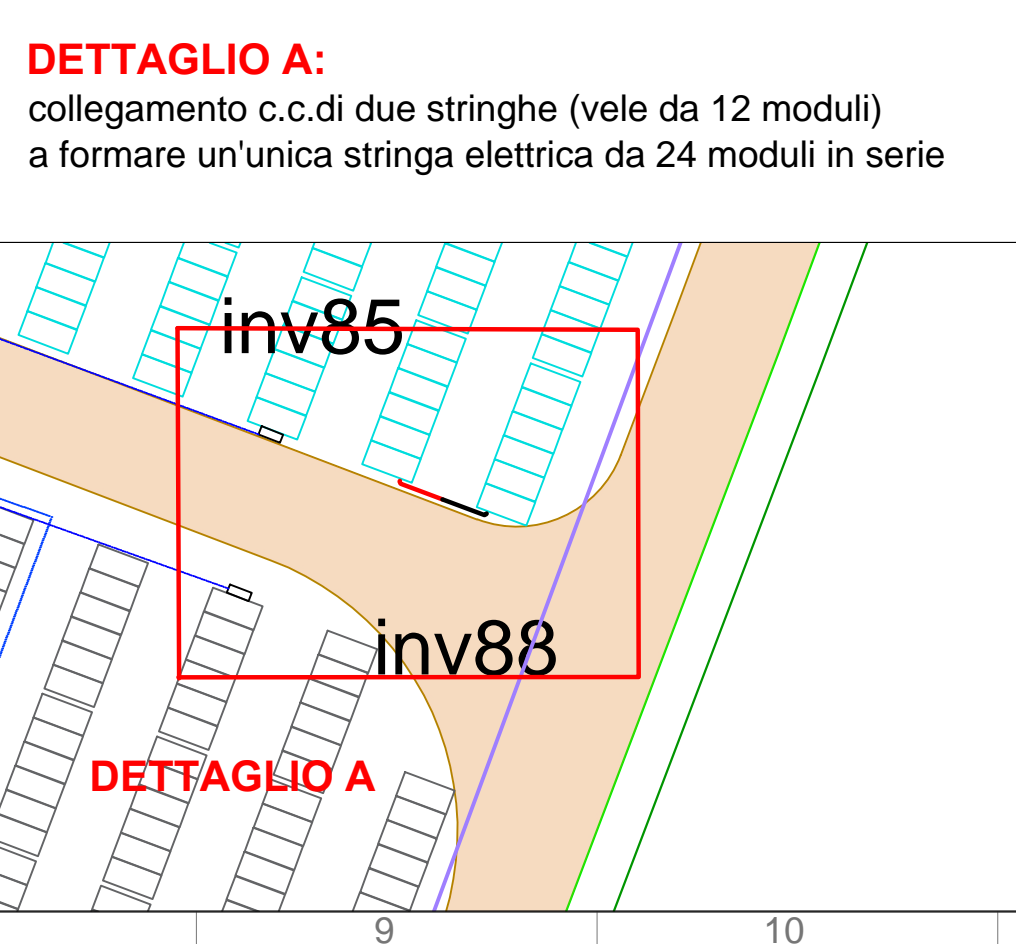 DETTAGLIO A:
collegamento c.c.di due stringhe (vele da 12 moduli)
a formare un'unica stringa elettrica da 24 moduli in serie
inv85
inv88
DETTAGLIO A
9
10